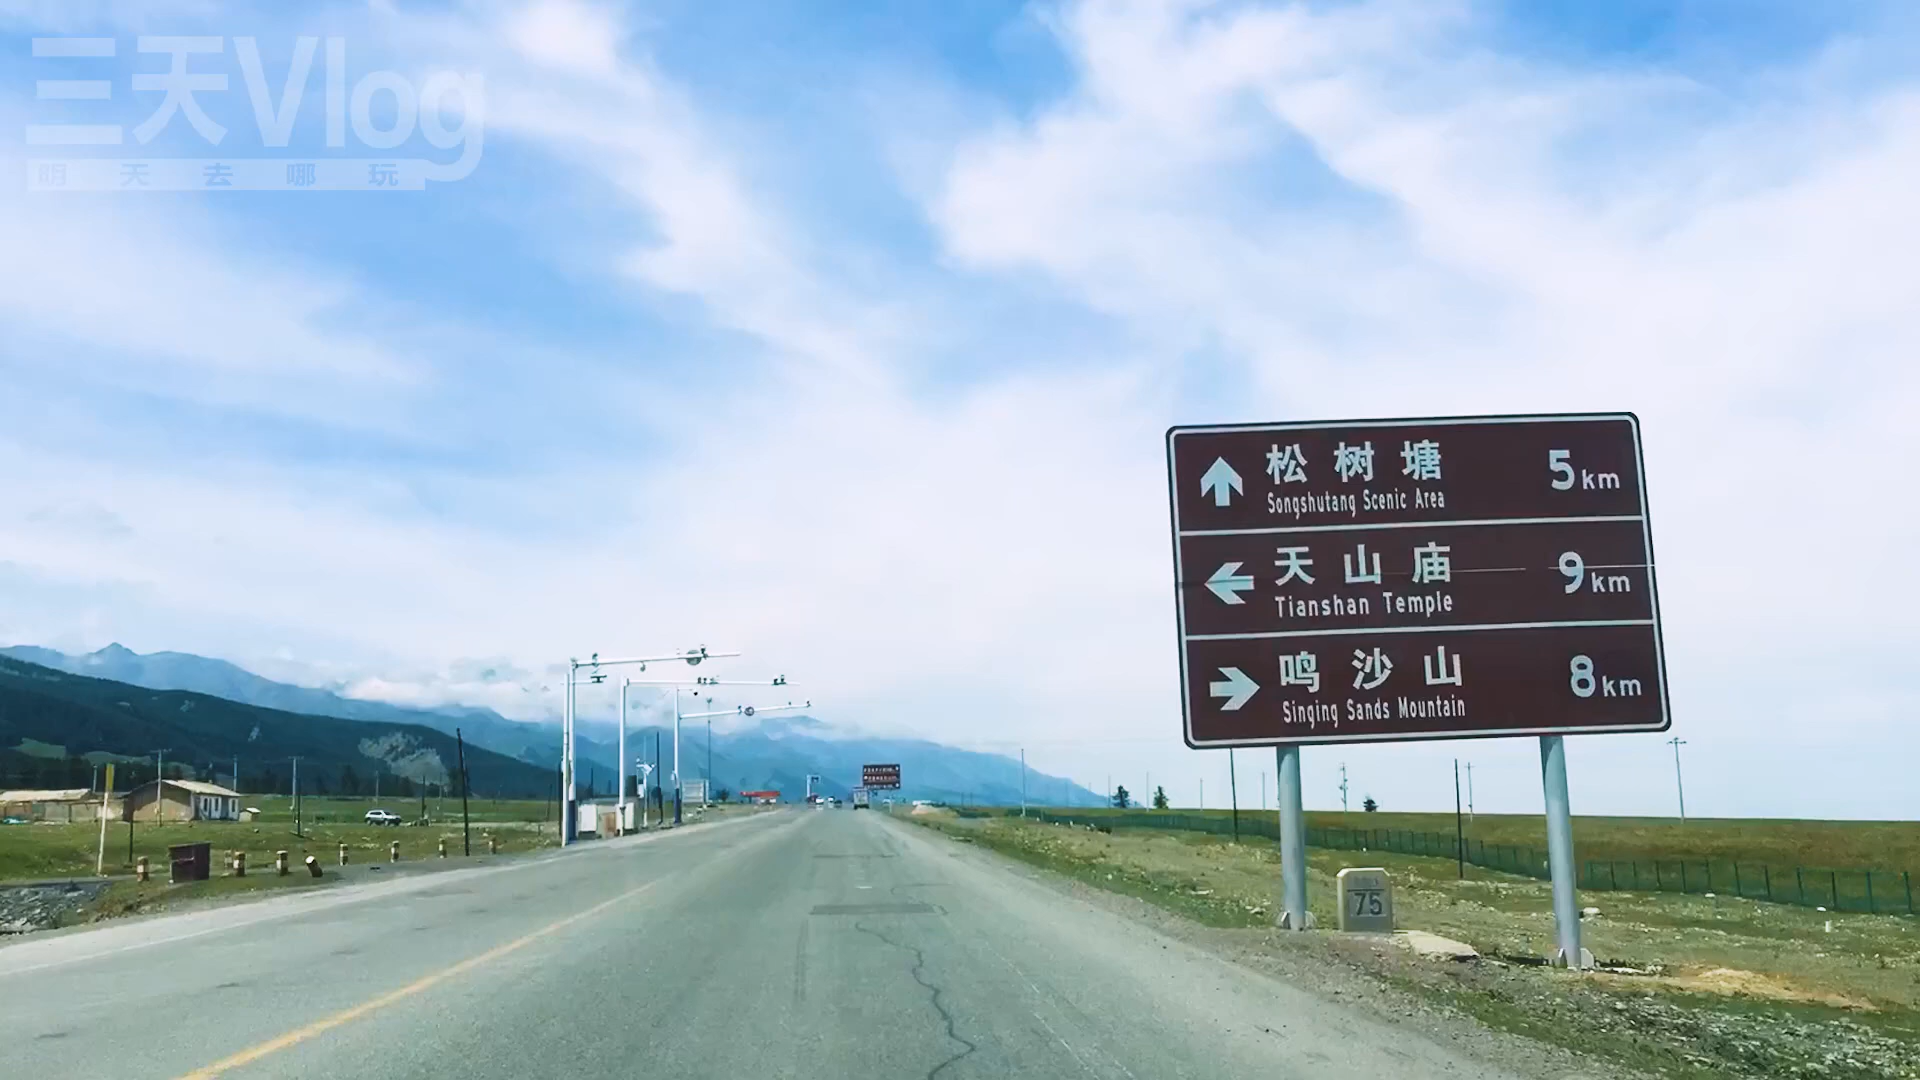 三天Vlog
明天去哪玩
松树塘 5km
Songshutang Scenic Area
天山庙 9km
Tianshan Temple
鸣沙山 8km
Singing Sands Mountain
75